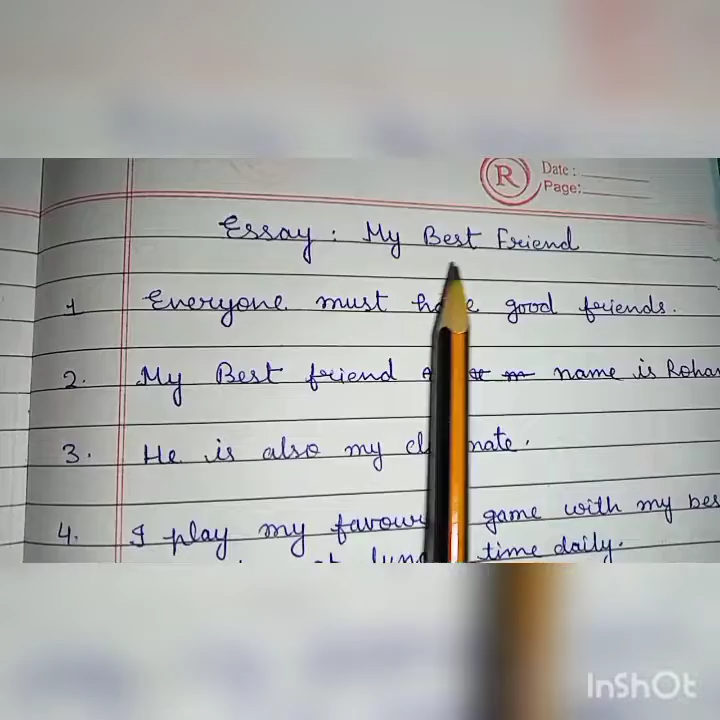 R
Date:
Page:
Essay : My Best Friend
1 Everyone must have good friends.
2. My Best friend name is Rohan
3. He is also my mate.
4. I play my favour game with my bes
time daily.
InShOt